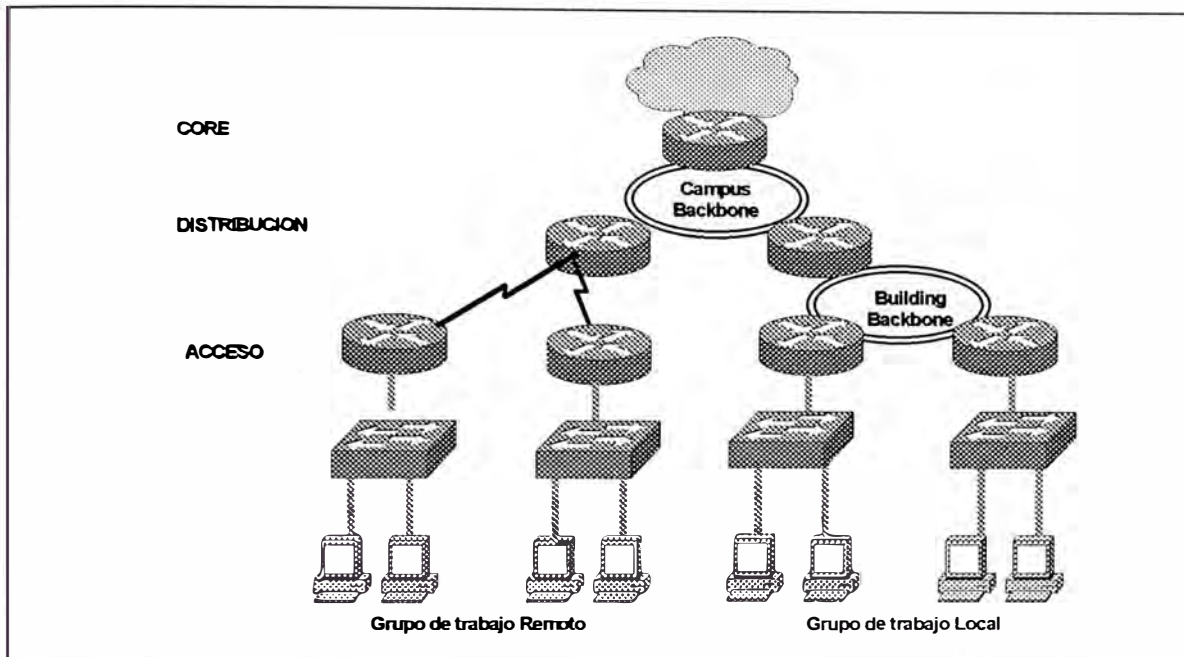 CORE
Campus
Backbone
DISTRIBUCION
Building
Backbone
ACCESO
Grupo de trabajo Remoto
Grupo de trabajo Local